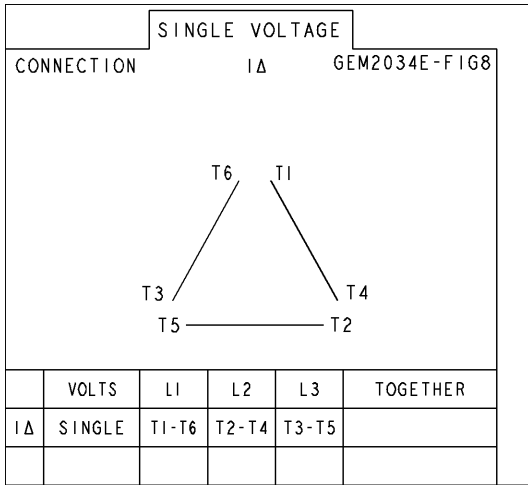 SINGLE VOLTAGE
CONNECTION 1Δ GEM2034E-FIG8
T6 T1
T3 T4
T5 T2
VOLTS L1 L2 L3 TOGETHER
1Δ SINGLE T1-T6 T2-T4 T3-T5